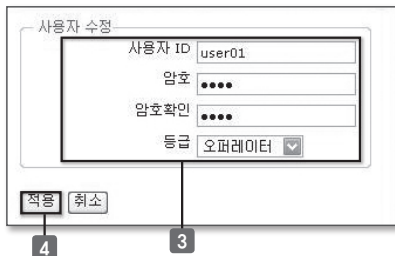 사용자 수정
사용자 ID user01
암호 ••••
암호확인 ••••
등급 오퍼레이터
적용 취소
4 3